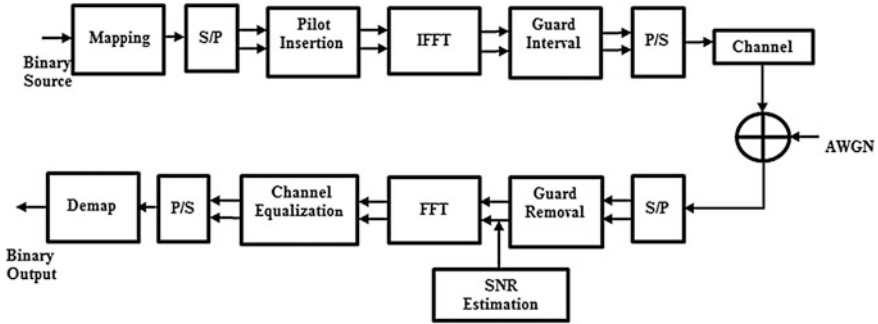 Binary
Source
Mapping
S/P
Pilot
Insertion
IFFT
Guard
Interval
P/S
Channel
AWGN
S/P
Guard
Removal
FFT
Channel
Equalization
P/S
Demap
Binary
Output
SNR
Estimation